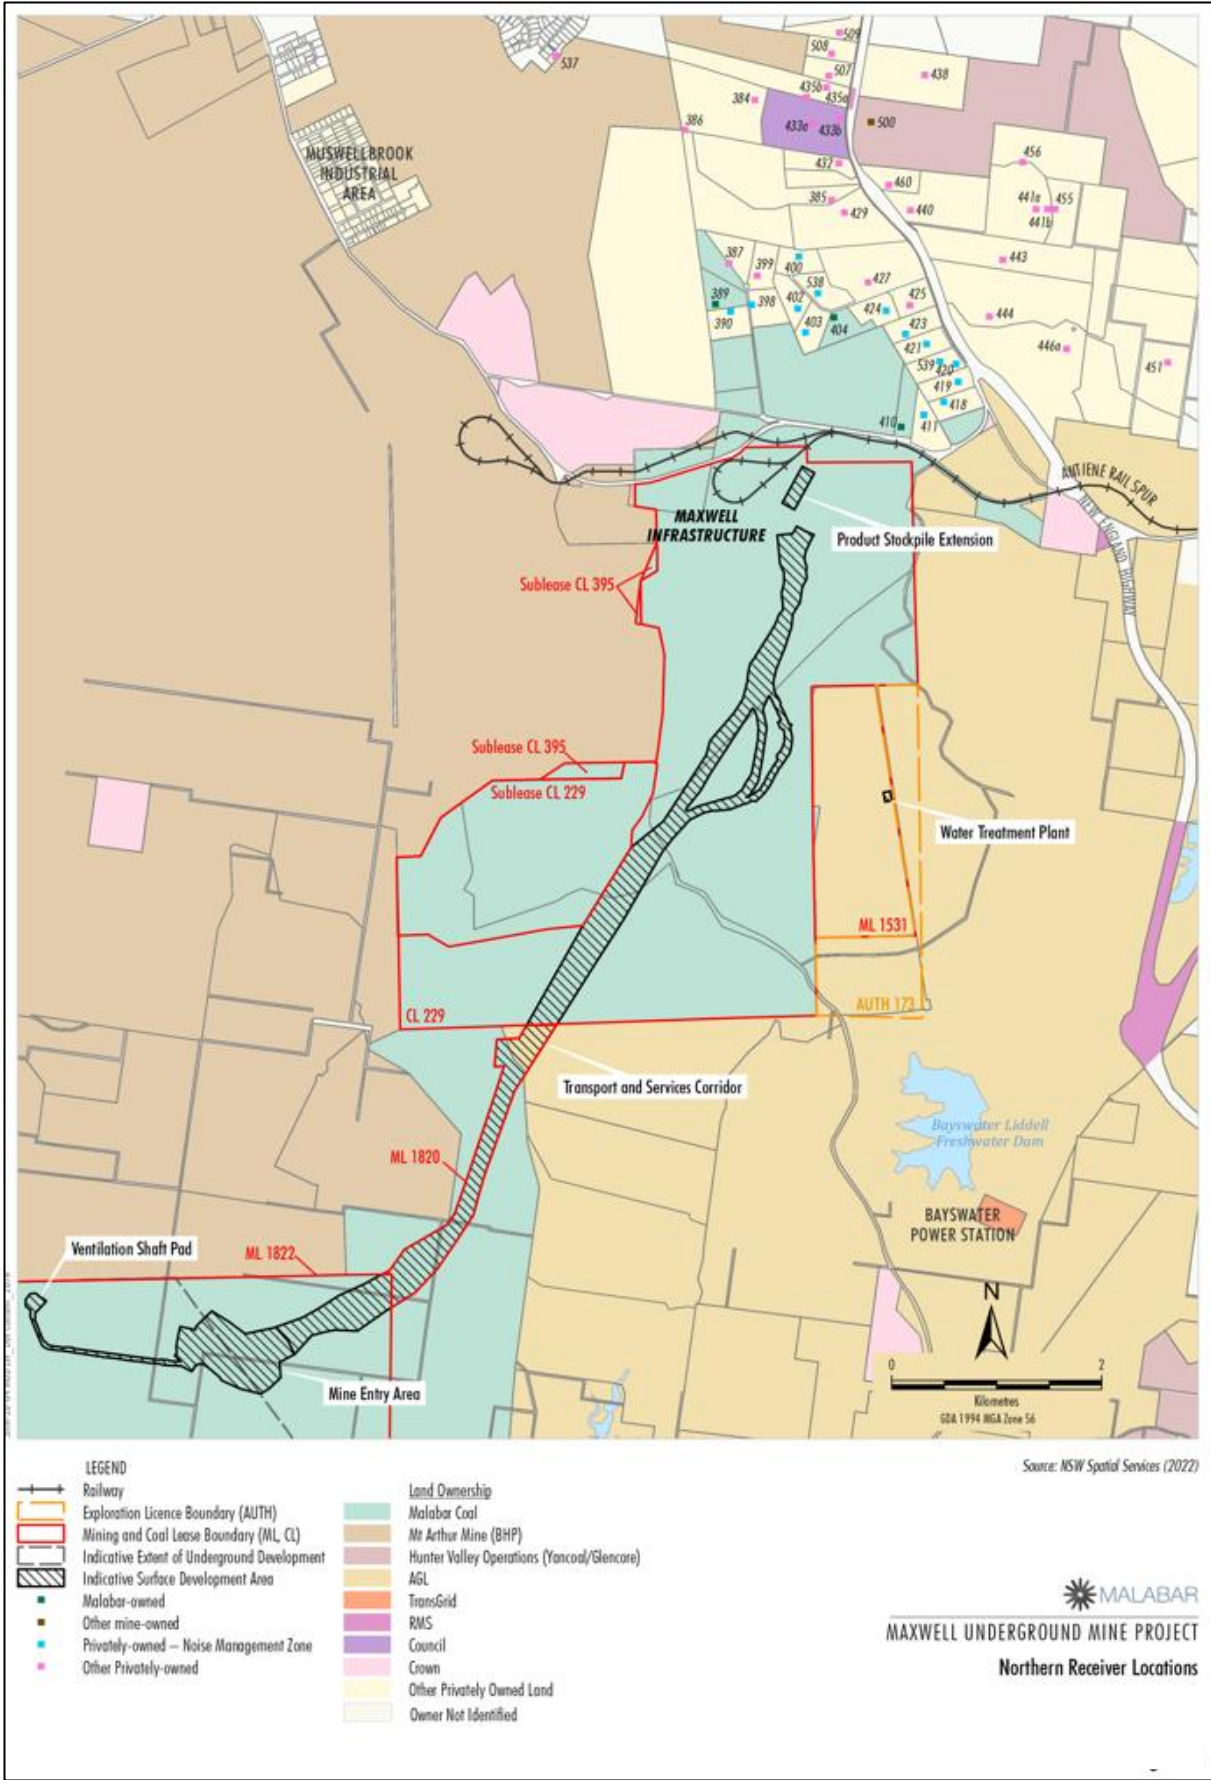 537
509
508
507
438
435b
435a
384
386
433a
433b
500
MUSWELLBROOK
INDUSTRIAL
AREA
432
456
460
385
429
440
441a
455
441b
387
399
400
443
427
389
398
402
538
424
425
390
403
404
423
444
421
446a
539
420
451
419
418
410
411
ANTIENE RAIL SPUR
NEW ENGLAND HIGHWAY
MAXWELL
INFRASTRUCTURE
Product Stockpile Extension
Sublease CL 395
Sublease CL 395
Sublease CL 229
Water Treatment Plant
ML 1531
AUTH 173
CL 229
Transport and Services Corridor
Bayswater Liddell
Freshwater Dam
ML 1820
BAYSWATER
POWER STATION
Ventilation Shaft Pad
ML 1822
N
0 2
Kilometres
GDA 1994 MGA Zone 56
Mine Entry Area
Source: NSW Spatial Services (2022)
LEGEND
Railway
Exploration Licence Boundary (AUTH)
Mining and Coal Lease Boundary (ML, CL)
Indicative Extent of Underground Development
Indicative Surface Development Area
Malabar-owned
Other mine-owned
Privately-owned – Noise Management Zone
Other Privately-owned
Land Ownership
Malabar Coal
Mt Arthur Mine (BHP)
Hunter Valley Operations (Yancoal/Glencore)
AGL
TransGrid
RMS
Council
Crown
Other Privately Owned Land
Owner Not Identified
MALABAR
MAXWELL UNDERGROUND MINE PROJECT
Northern Receiver Locations